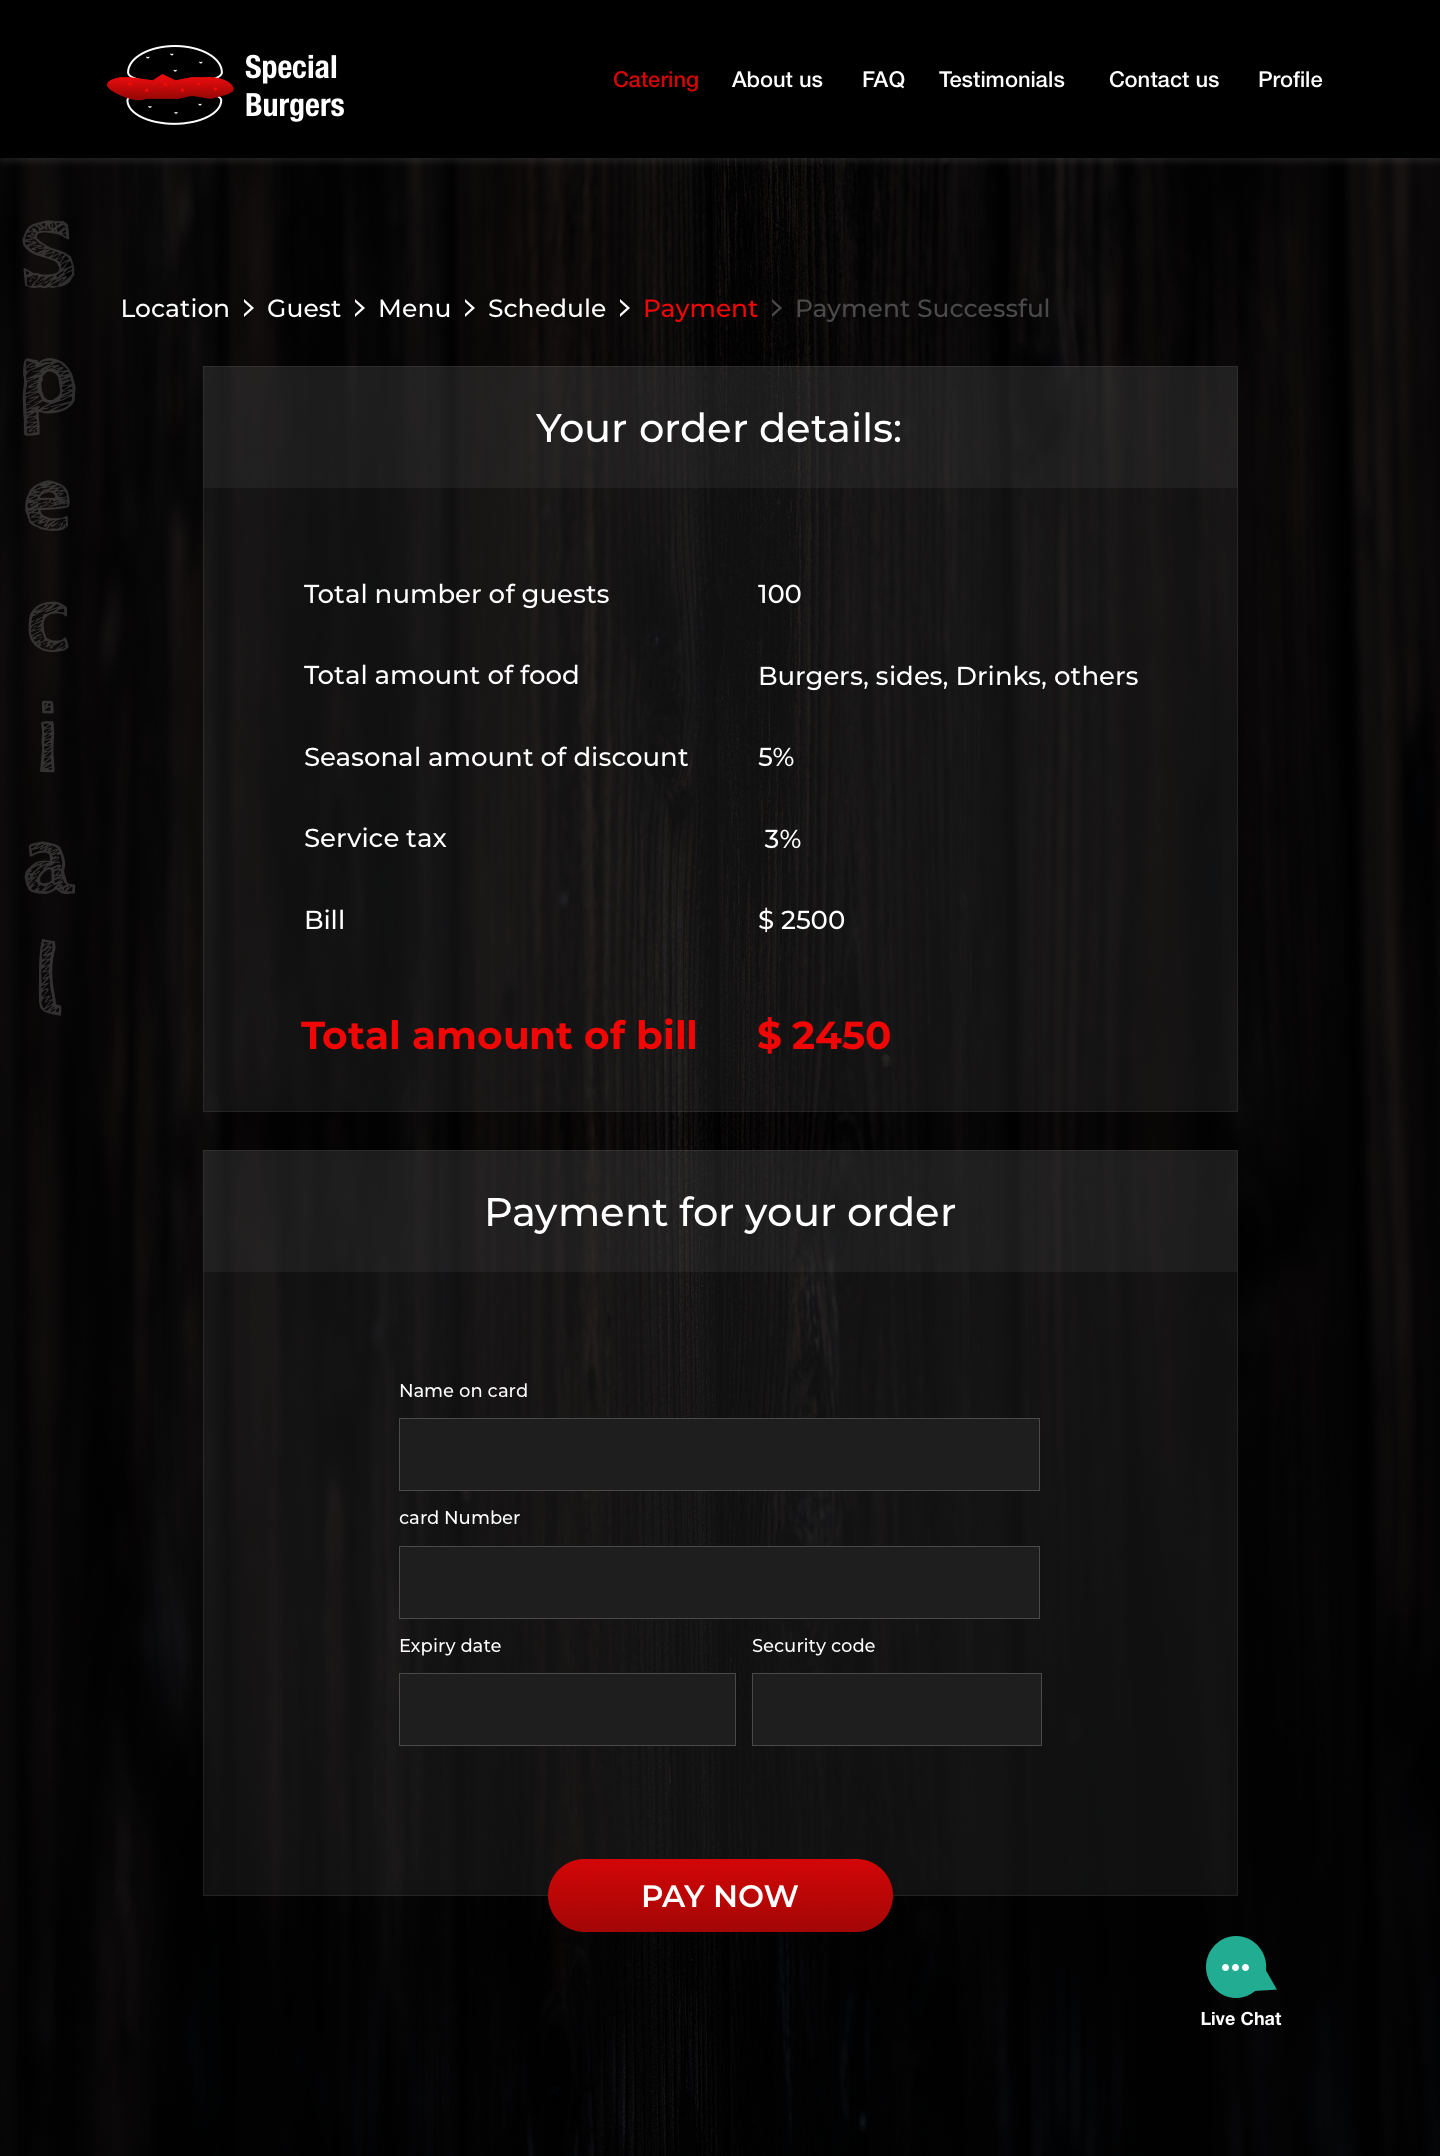 Special
Burgers
Catering About us FAQ Testimonials Contact us Profile
Special
Location > Guest > Menu > Schedule > Payment > Payment Successful
Your order details:
Total number of guests 100
Total amount of food Burgers, sides, Drinks, others
Seasonal amount of discount 5%
Service tax 3%
Bill $ 2500
Total amount of bill $ 2450
Payment for your order
Name on card
card Number
Expiry date Security code
PAY NOW
Live Chat